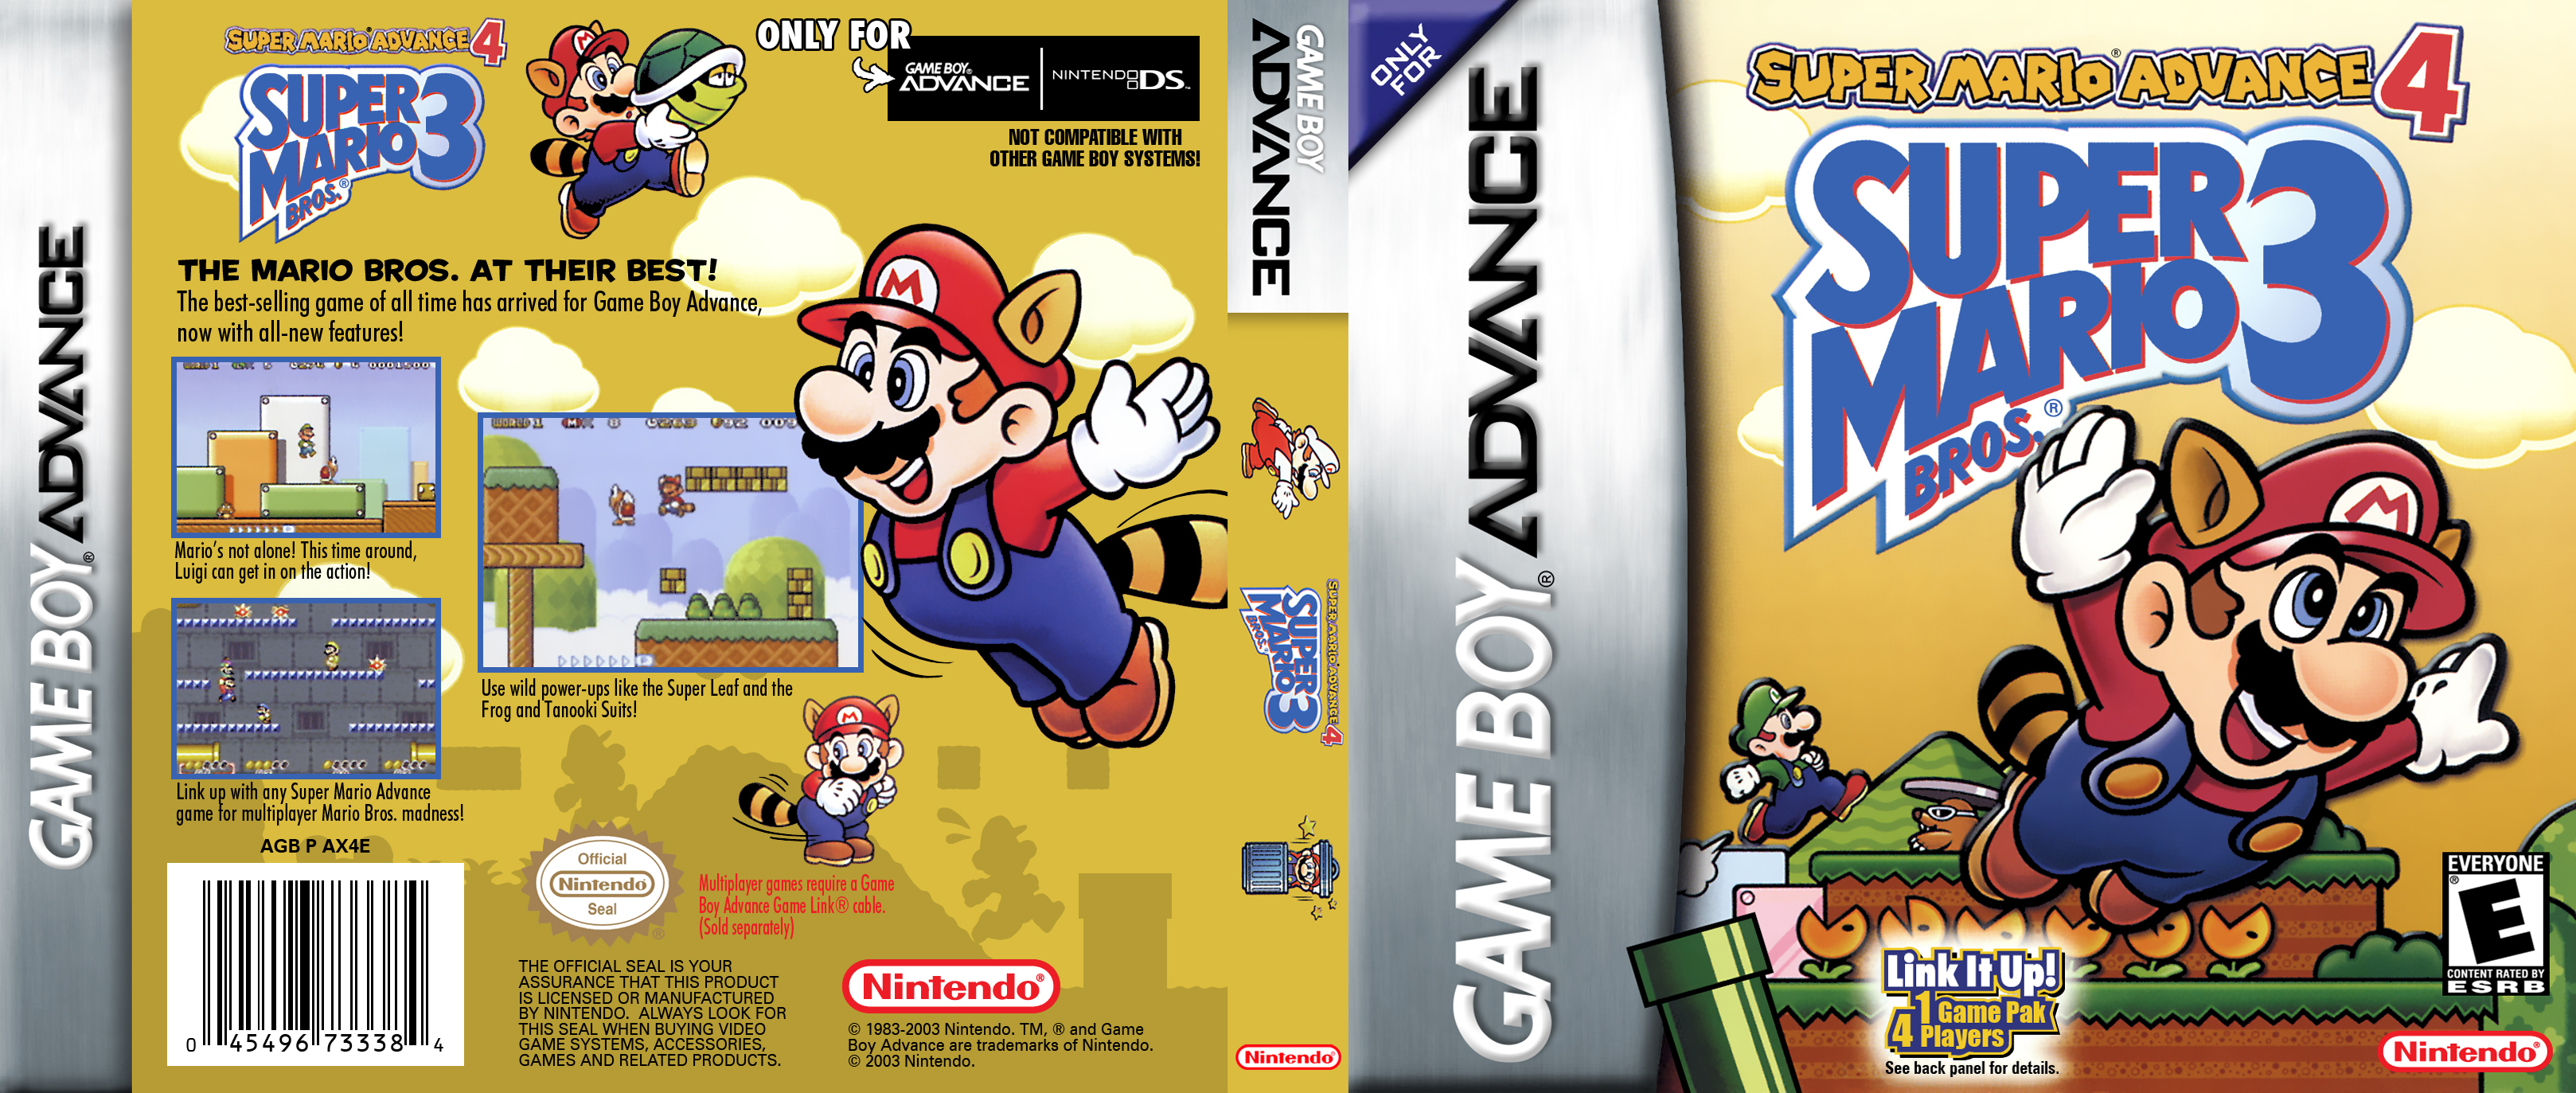 GAME BOY ADVANCE®
SUPER MARIO® ADVANCE 4
SUPER
MARIO
BROS.®
3
ONLY FOR
GAME BOY®
ADVANCE
NINTENDO DS™
NOT COMPATIBLE WITH
OTHER GAME BOY SYSTEMS!
THE MARIO BROS. AT THEIR BEST!
The best-selling game of all time has arrived for Game Boy Advance,
now with all-new features!
Mario's not alone! This time around,
Luigi can get in on the action!
WORLD 1
Use wild power-ups like the Super Leaf and the
Frog and Tanooki Suits!
Link up with any Super Mario Advance
game for multiplayer Mario Bros. madness!
AGB P AX4E
0 45496 73338 4
Official
Nintendo
Seal
®
Multiplayer games require a Game
Boy Advance Game Link® cable.
(Sold separately)
THE OFFICIAL SEAL IS YOUR
ASSURANCE THAT THIS PRODUCT
IS LICENSED OR MANUFACTURED
BY NINTENDO.  ALWAYS LOOK FOR
THIS SEAL WHEN BUYING VIDEO
GAME SYSTEMS, ACCESSORIES,
GAMES AND RELATED PRODUCTS.
Nintendo®
© 1983-2003 Nintendo. TM, ® and Game
Boy Advance are trademarks of Nintendo.
© 2003 Nintendo.
GAME BOY
ADVANCE
SUPER MARIO ADVANCE 4
SUPER
MARIO
BROS.
3
Nintendo®
ONLY
FOR
GAME BOY® ADVANCE
SUPER MARIO® ADVANCE 4
SUPER
MARIO
BROS.®
3
M
Link It Up!
1 Game Pak
4 Players
See back panel for details.
EVERYONE
E
®
CONTENT RATED BY
ESRB
Nintendo®